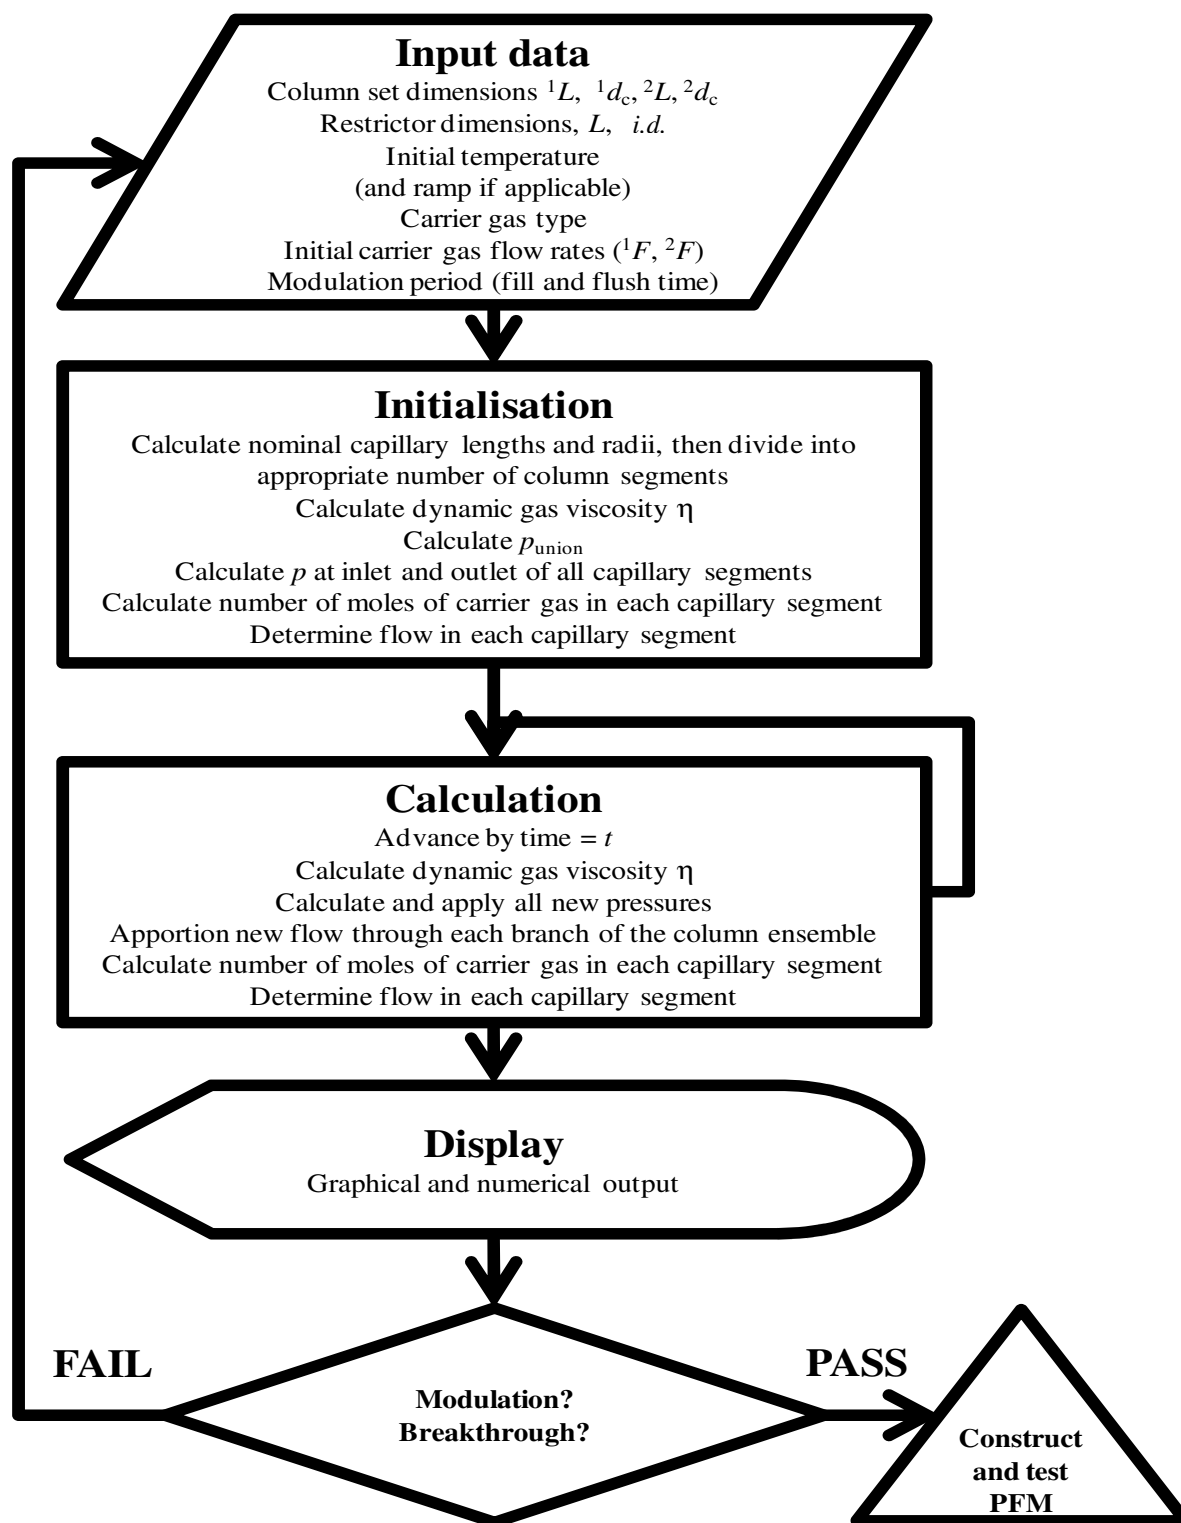 Input data
Column set dimensions ¹L, ¹d꜀, ²L, ²d꜀
Restrictor dimensions, L, i.d.
Initial temperature
(and ramp if applicable)
Carrier gas type
Initial carrier gas flow rates (¹F, ²F)
Modulation period (fill and flush time)
Initialisation
Calculate nominal capillary lengths and radii, then divide into
appropriate number of column segments
Calculate dynamic gas viscosity η
Calculate p_union
Calculate p at inlet and outlet of all capillary segments
Calculate number of moles of carrier gas in each capillary segment
Determine flow in each capillary segment
Calculation
Advance by time = t
Calculate dynamic gas viscosity η
Calculate and apply all new pressures
Apportion new flow through each branch of the column ensemble
Calculate number of moles of carrier gas in each capillary segment
Determine flow in each capillary segment
Display
Graphical and numerical output
FAIL
PASS
Modulation?
Breakthrough?
Construct
and test
PFM